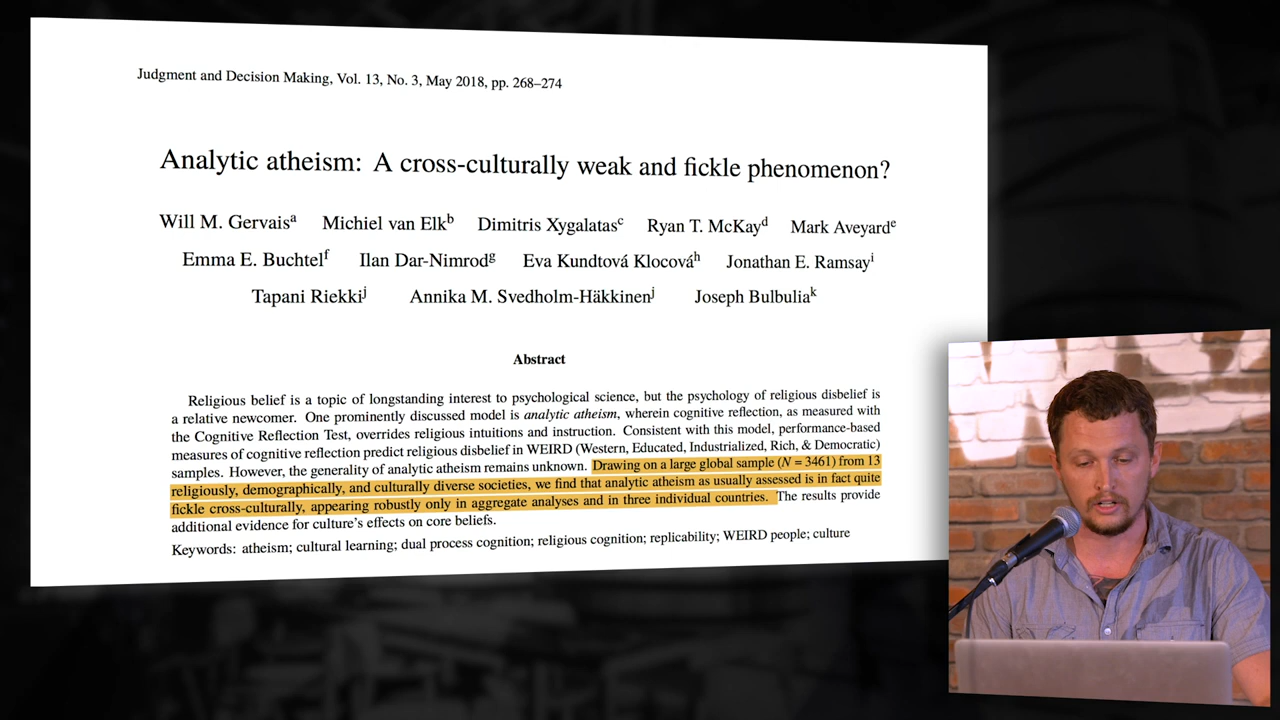 Judgment and Decision Making, Vol. 13, No. 3, May 2018, pp. 268–274
Analytic atheism: A cross-culturally weak and fickle phenomenon?
Will M. Gervaisᵃ Michiel van Elkᵇ Dimitris Xygalatasᶜ Ryan T. McKayᵈ Mark Aveyardᵉ
Emma E. Buchtelᶠ Ilan Dar-Nimrodᵍ Eva Kundtová Klocováʰ Jonathan E. Ramsayⁱ
Tapani Riekkiʲ Annika M. Svedholm-Häkkinenʲ Joseph Bulbuliaᵏ
Abstract
Religious belief is a topic of longstanding interest to psychological science, but the psychology of religious disbelief is
a relative newcomer. One prominently discussed model is analytic atheism, wherein cognitive reflection, as measured with
the Cognitive Reflection Test, overrides religious intuitions and instruction. Consistent with this model, performance-based
measures of cognitive reflection predict religious disbelief in WEIRD (Western, Educated, Industrialized, Rich, & Democratic)
samples. However, the generality of analytic atheism remains unknown. Drawing on a large global sample (N = 3461) from 13
religiously, demographically, and culturally diverse societies, we find that analytic atheism as usually assessed is in fact quite
fickle cross-culturally, appearing robustly only in aggregate analyses and in three individual countries. The results provide
additional evidence for culture's effects on core beliefs.
Keywords: atheism; cultural learning; dual process cognition; religious cognition; replicability; WEIRD people; culture